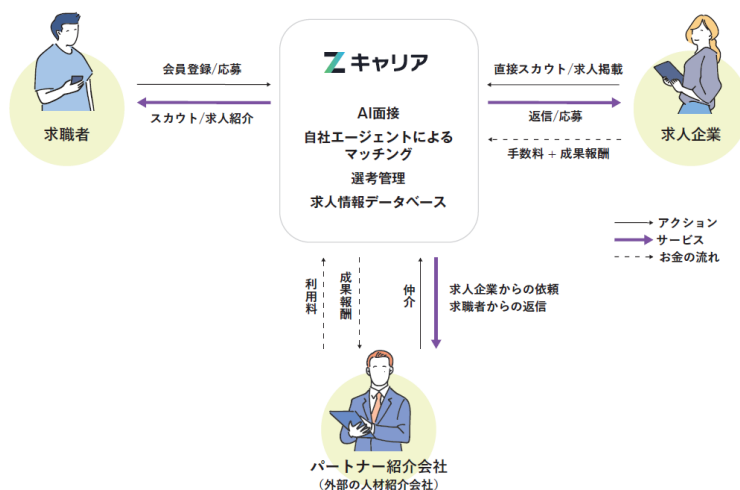 会員登録/応募
スカウト/求人紹介
求職者
Zキャリア
AI面接
自社エージェントによる
マッチング
選考管理
求人情報データベース
直接スカウト/求人掲載
返信/応募
手数料 + 成果報酬
求人企業
アクション
サービス
お金の流れ
利用料
成果報酬
仲介
求人企業からの依頼
求職者からの返信
パートナー紹介会社
(外部の人材紹介会社)